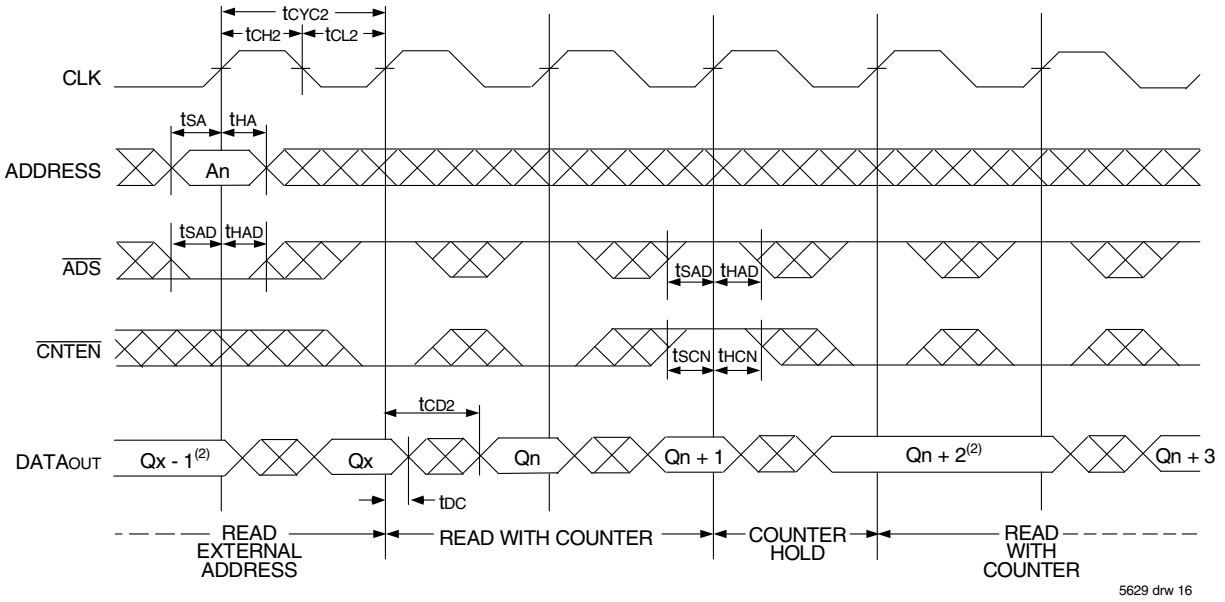 tCYC2
tCH2 tCL2
CLK
tSA tHA
ADDRESS An
tSAD tHAD
ADS
tSAD tHAD
CNTEN
tSCN tHCN
tCD2
DATAOUT Qx - 1(2) Qx Qn Qn + 1 Qn + 2(2) Qn + 3
tDC
READ EXTERNAL ADDRESS
READ WITH COUNTER
COUNTER HOLD
READ WITH COUNTER
5629 drw 16